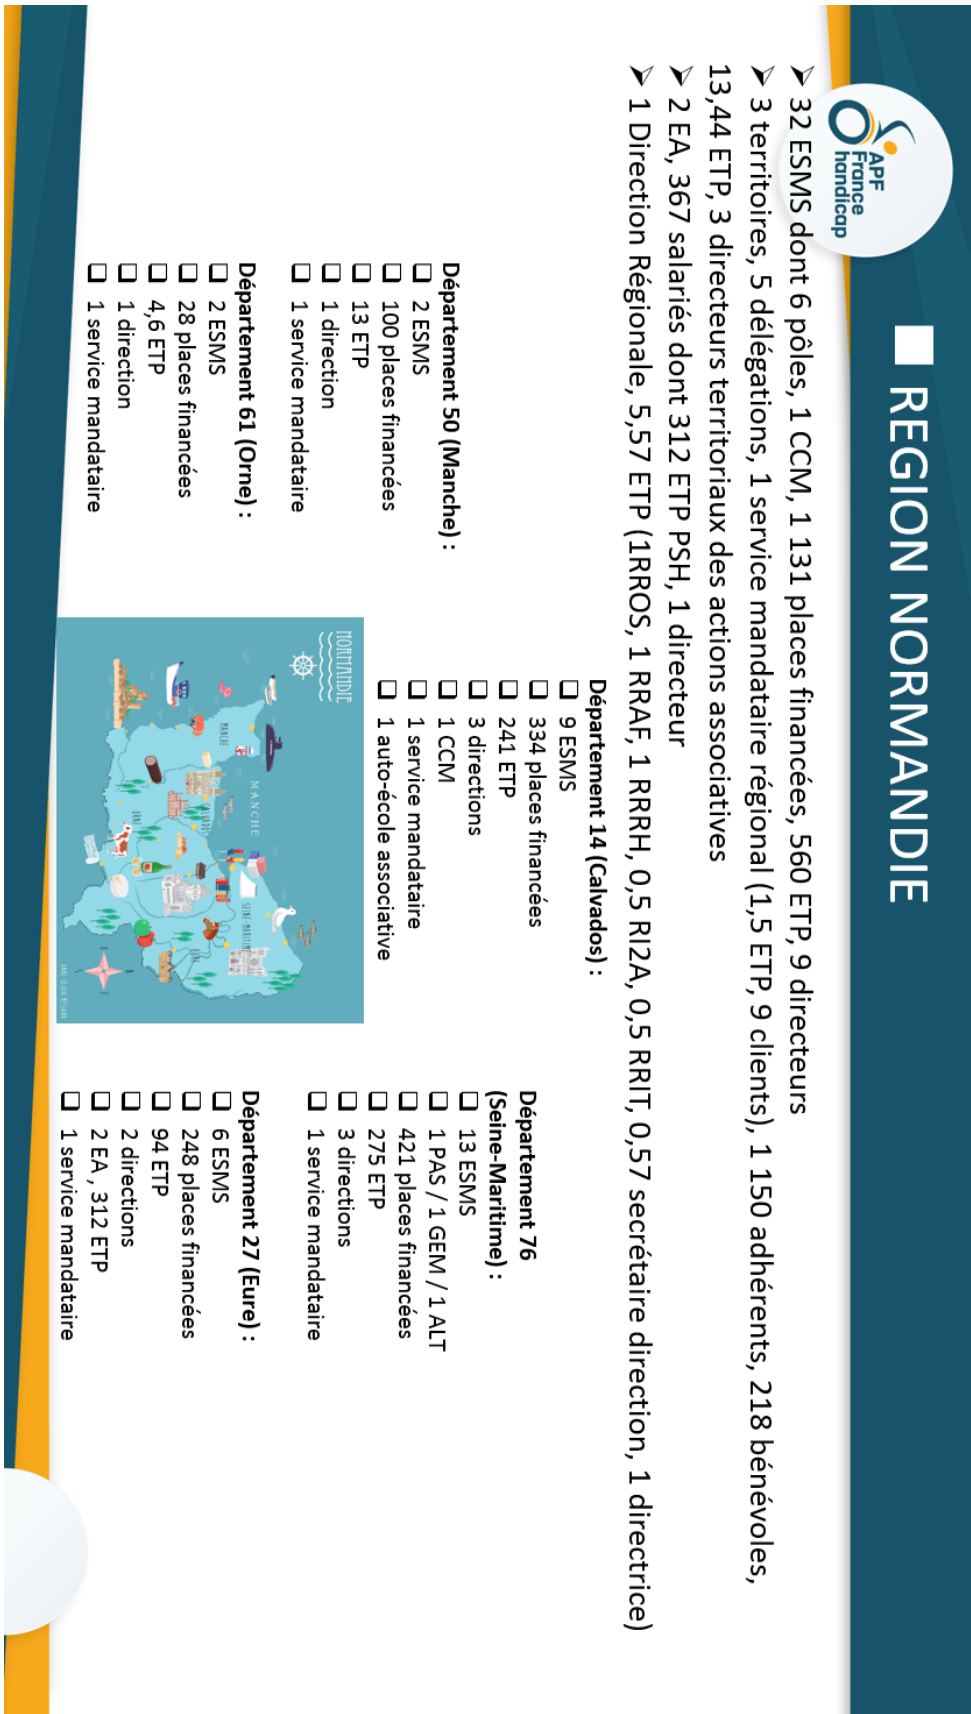 APF
France
handicap
REGION NORMANDIE
➢ 32 ESMS dont 6 pôles, 1 CCM, 1 131 places financées, 560 ETP, 9 directeurs
➢ 3 territoires, 5 délégations, 1 service mandataire régional (1,5 ETP, 9 clients), 1 150 adhérents, 218 bénévoles,
13,44 ETP, 3 directeurs territoriaux des actions associatives
➢ 2 EA, 367 salariés dont 312 ETP PSH, 1 directeur
➢ 1 Direction Régionale, 5,57 ETP (1RROS, 1 RRAF, 1 RRRH, 0,5 RI2A, 0,5 RRIT, 0,57 secrétaire direction, 1 directrice)
Département 50 (Manche) :
❑ 2 ESMS
❑ 100 places financées
❑ 13 ETP
❑ 1 direction
❑ 1 service mandataire
Département 61 (Orne) :
❑ 2 ESMS
❑ 28 places financées
❑ 4,6 ETP
❑ 1 direction
❑ 1 service mandataire
Département 14 (Calvados) :
❑ 9 ESMS
❑ 334 places financées
❑ 241 ETP
❑ 3 directions
❑ 1 CCM
❑ 1 service mandataire
❑ 1 auto-école associative
NORMANDIE
MANCHE
MANCHE
SEINE-MARITIME
ORNE
EURE
Département 76
(Seine-Maritime) :
❑ 13 ESMS
❑ 1 PAS / 1 GEM / 1 ALT
❑ 421 places financées
❑ 275 ETP
❑ 3 directions
❑ 1 service mandataire
Département 27 (Eure) :
❑ 6 ESMS
❑ 248 places financées
❑ 94 ETP
❑ 2 directions
❑ 2 EA , 312 ETP
❑ 1 service mandataire